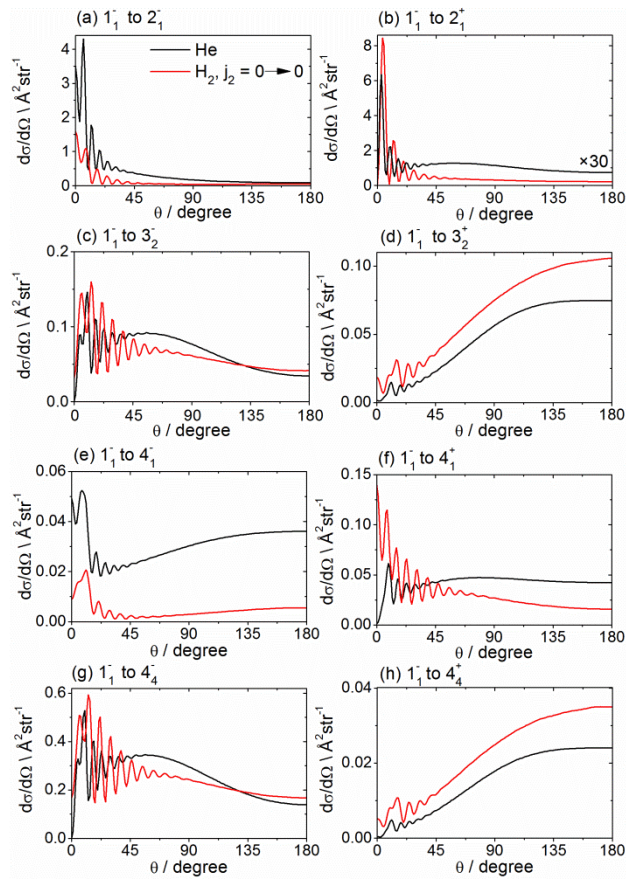 (a) 1₁⁻ to 2₁⁻
(b) 1₁⁻ to 2₁⁺
He
H₂, j₂ = 0→0
×30
dσ/dΩ \ Å²str⁻¹
4
3
2
1
0
0 45 90 135 180
θ / degree
dσ/dΩ \ Å²str⁻¹
8
6
4
2
0
0 45 90 135 180
θ / degree
(c) 1₁⁻ to 3₂⁻
(d) 1₁⁻ to 3₂⁺
dσ/dΩ \ Å²str⁻¹
0.2
0.1
0.0
0 45 90 135 180
θ / degree
dσ/dΩ \ Å²str⁻¹
0.10
0.05
0.00
0 45 90 135 180
θ / degree
(e) 1₁⁻ to 4₁⁻
(f) 1₁⁻ to 4₁⁺
dσ/dΩ \ Å²str⁻¹
0.06
0.04
0.02
0.00
0 45 90 135 180
θ / degree
dσ/dΩ \ Å²str⁻¹
0.15
0.10
0.05
0.00
0 45 90 135 180
θ / degree
(g) 1₁⁻ to 4₄⁻
(h) 1₁⁻ to 4₄⁺
dσ/dΩ \ Å²str⁻¹
0.6
0.4
0.2
0.0
0 45 90 135 180
θ / degree
dσ/dΩ \ Å²str⁻¹
0.04
0.02
0.00
0 45 90 135 180
θ / degree